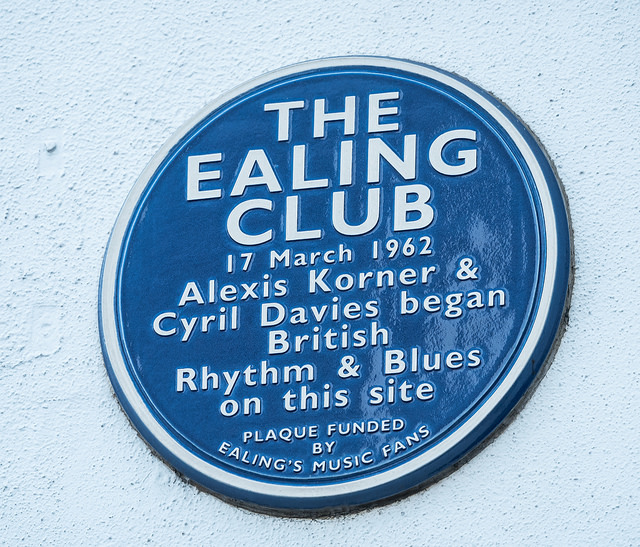 THE
EALING
CLUB
17 March 1962
Alexis Korner &
Cyril Davies began
British
Rhythm & Blues
on this site
PLAQUE FUNDED
BY
EALING'S MUSIC FANS